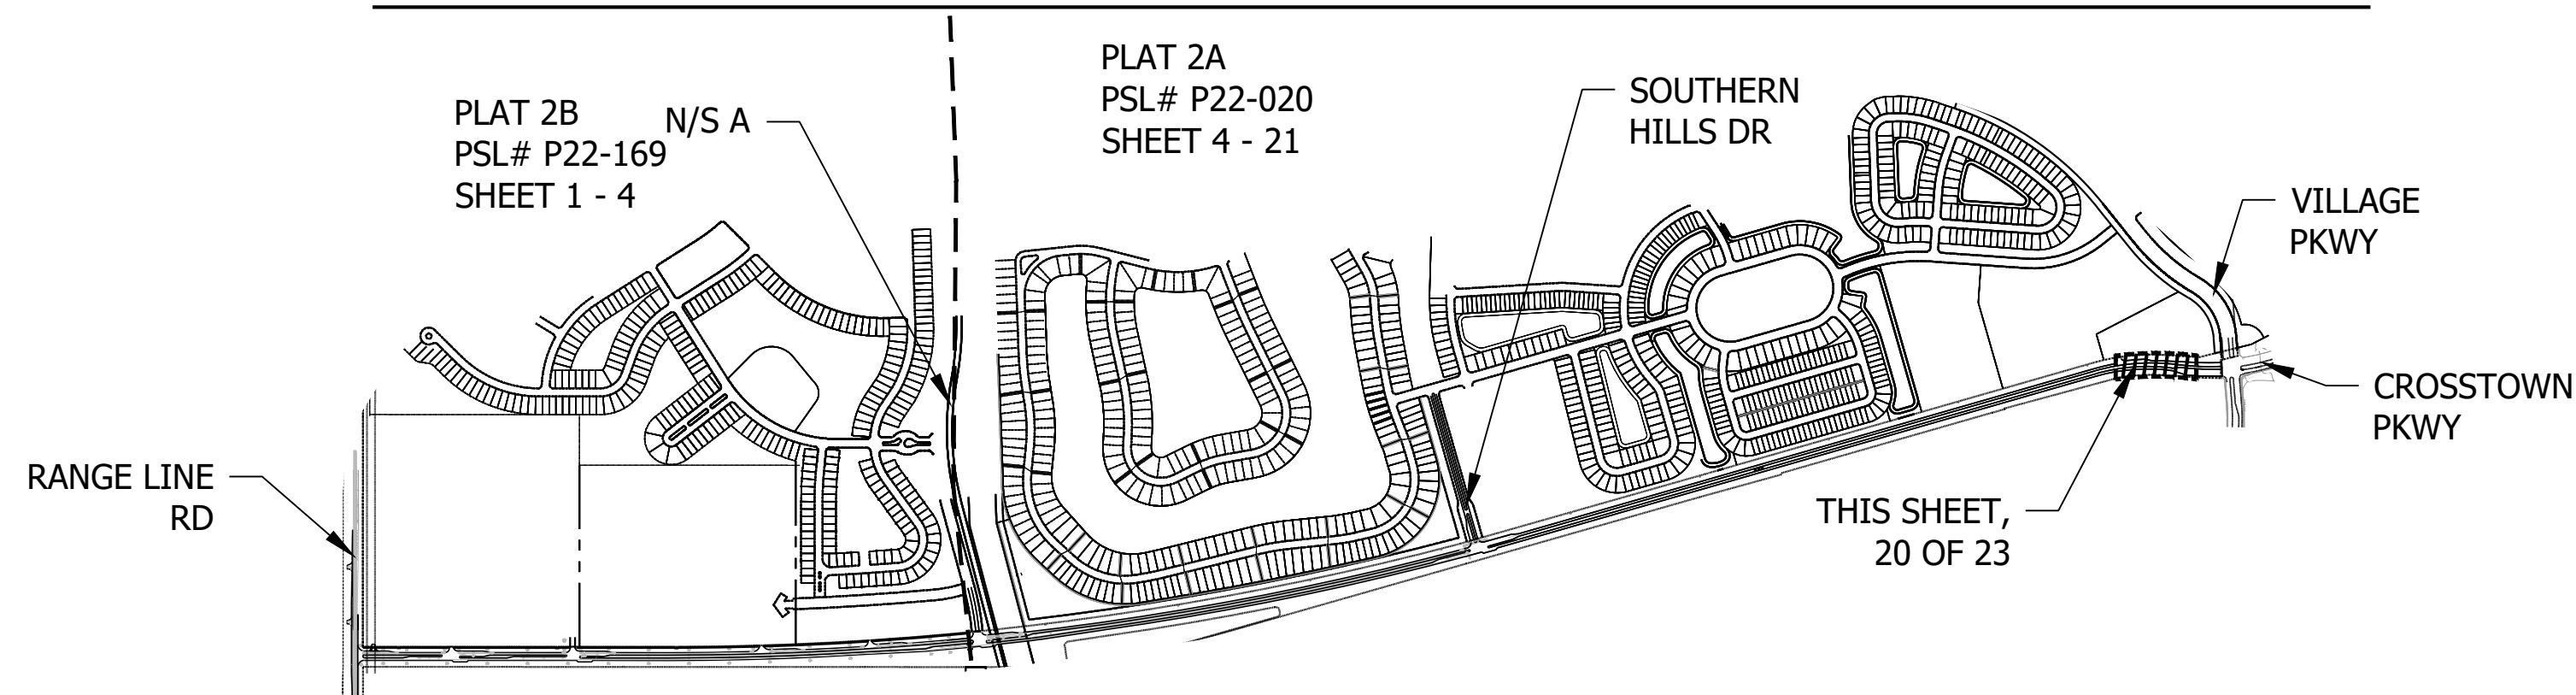 PLAT 2A
PSL# P22-020
SHEET 4 - 21
PLAT 2B
PSL# P22-169
SHEET 1 - 4
N/S A
SOUTHERN
HILLS DR
VILLAGE
PKWY
CROSSTOWN
PKWY
RANGE LINE
RD
THIS SHEET,
20 OF 23